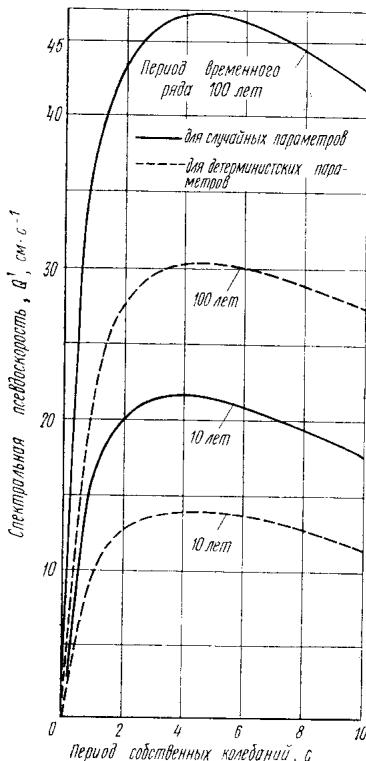 45
40
30
20
10
0
Спектральная псевдоскорость, Q', см·с⁻¹
Период временного
ряда 100 лет
для случайных параметров
для детерминистских пара-
метров
100 лет
10 лет
10 лет
2 4 6 8 10
Период собственных колебаний, с